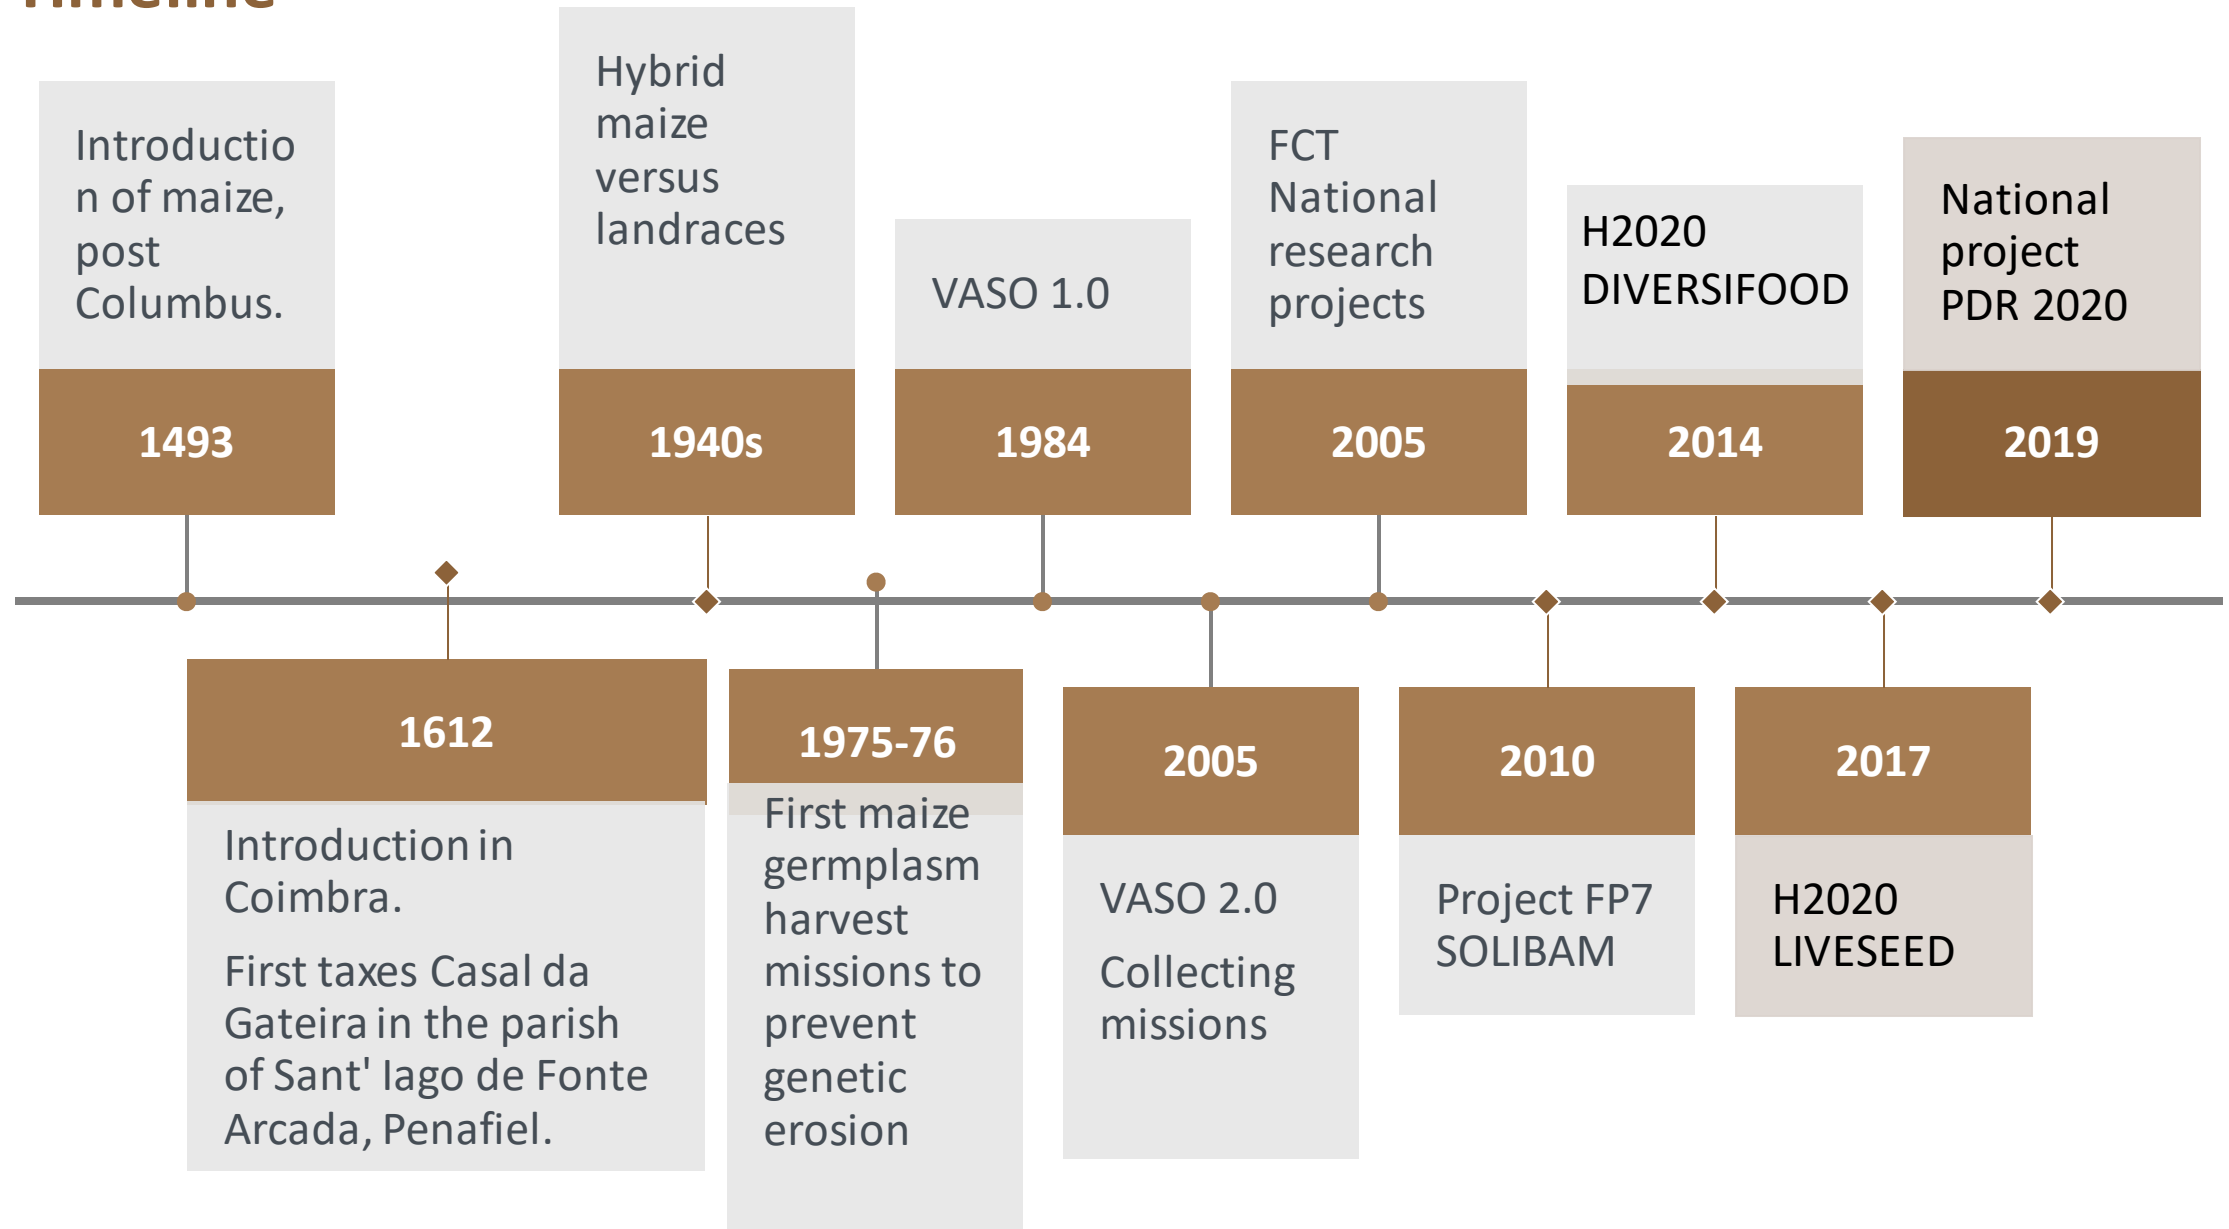 Timeline
Introductio
n of maize,
post
Columbus.
1493
1612
Introduction in
Coimbra.
First taxes Casal da
Gateira in the parish
of Sant' Iago de Fonte
Arcada, Penafiel.
Hybrid
maize
versus
landraces
1940s
1975-76
First maize
germplasm
harvest
missions to
prevent
genetic
erosion
VASO 1.0
1984
2005
VASO 2.0
Collecting
missions
FCT
National
research
projects
2005
2010
Project FP7
SOLIBAM
H2020
DIVERSIFOOD
2014
2017
H2020
LIVESEED
National
project
PDR 2020
2019